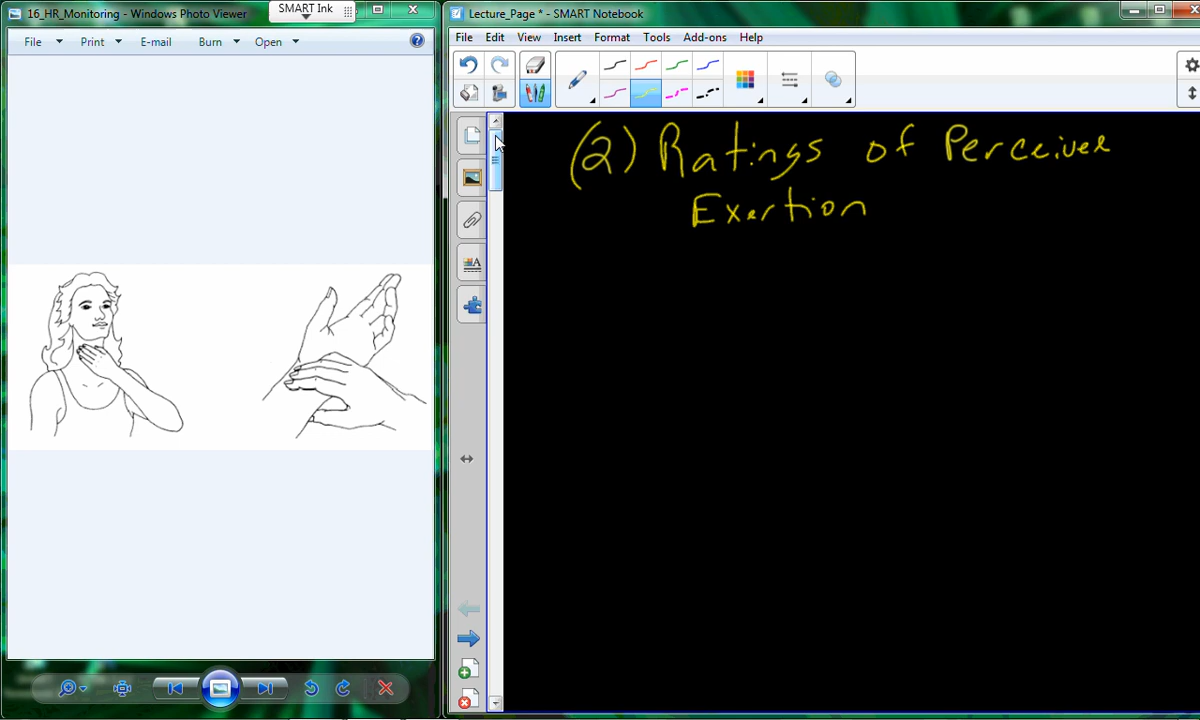 16_HR_Monitoring - Windows Photo Viewer
SMART Ink
File Print E-mail Burn Open
Lecture_Page * - SMART Notebook
File Edit View Insert Format Tools Add-ons Help
(2) Ratings of Perceivee
Exertion